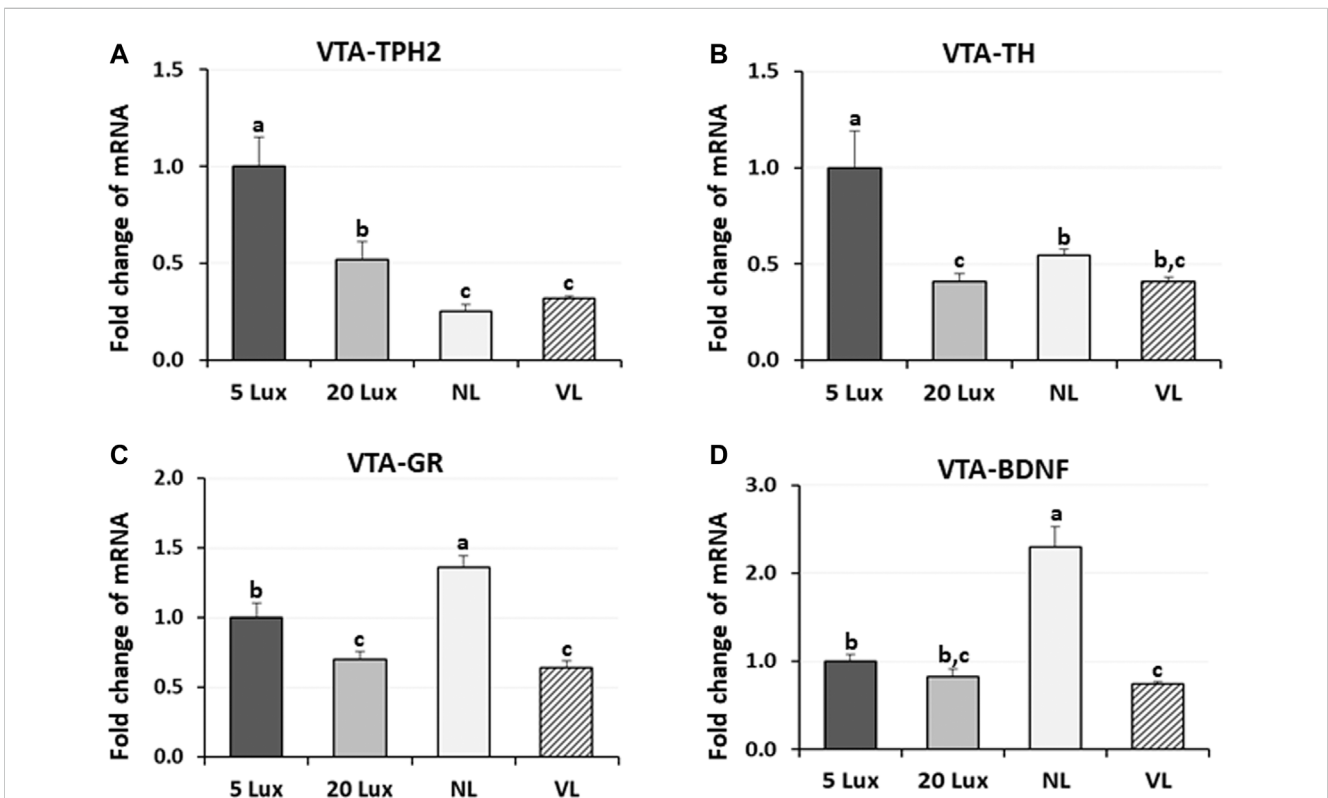 A
VTA-TPH2
Fold change of mRNA
1.5
1.0
0.5
0.0
a
b
c
c
5 Lux 20 Lux NL VL
B
VTA-TH
Fold change of mRNA
1.5
1.0
0.5
0.0
a
c
b
b,c
5 Lux 20 Lux NL VL
C
VTA-GR
Fold change of mRNA
2.0
1.5
1.0
0.5
0.0
b
c
a
c
5 Lux 20 Lux NL VL
D
VTA-BDNF
Fold change of mRNA
3.0
2.0
1.0
0.0
b
b,c
a
c
5 Lux 20 Lux NL VL